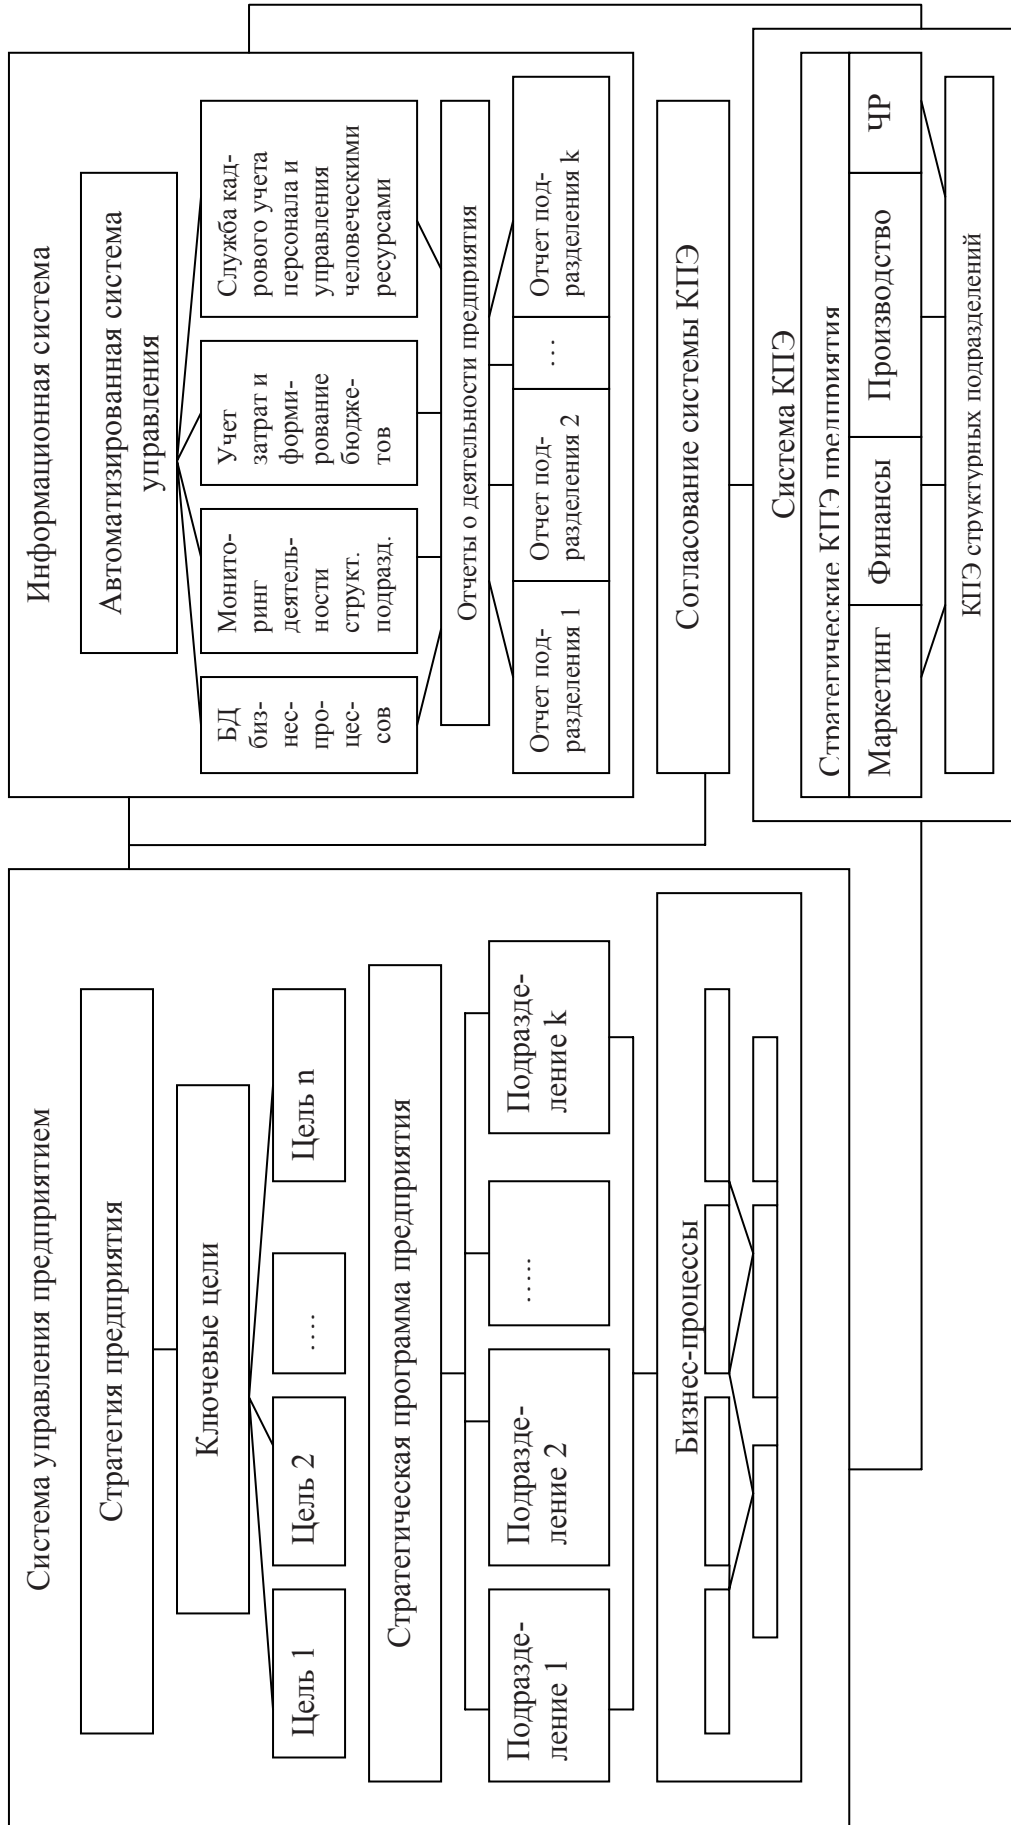 Система управления предприятием
Стратегия предприятия
Ключевые цели
Цель 1
Цель 2
….
Цель n
Стратегическая программа предприятия
Подразде-
ление 1
Подразде-
ление 2
…..
Подразде-
ление k
Бизнес-процессы
Информационная система
Автоматизированная система
управления
БД
биз-
нес-
про-
цес-
сов
Монито-
ринг
деятель-
ности
структ.
подразд.
Учет
затрат и
форми-
рование
бюдже-
тов
Служба кад-
рового учета
персонала и
управления
человеческими
ресурсами
Отчеты о деятельности предприятия
Отчет под-
разделения 1
Отчет под-
разделения 2
…
Отчет под-
разделения k
Согласование системы КПЭ
Система КПЭ
Стратегические КПЭ предприятия
Маркетинг
Финансы
Производство
ЧР
КПЭ структурных подразделений